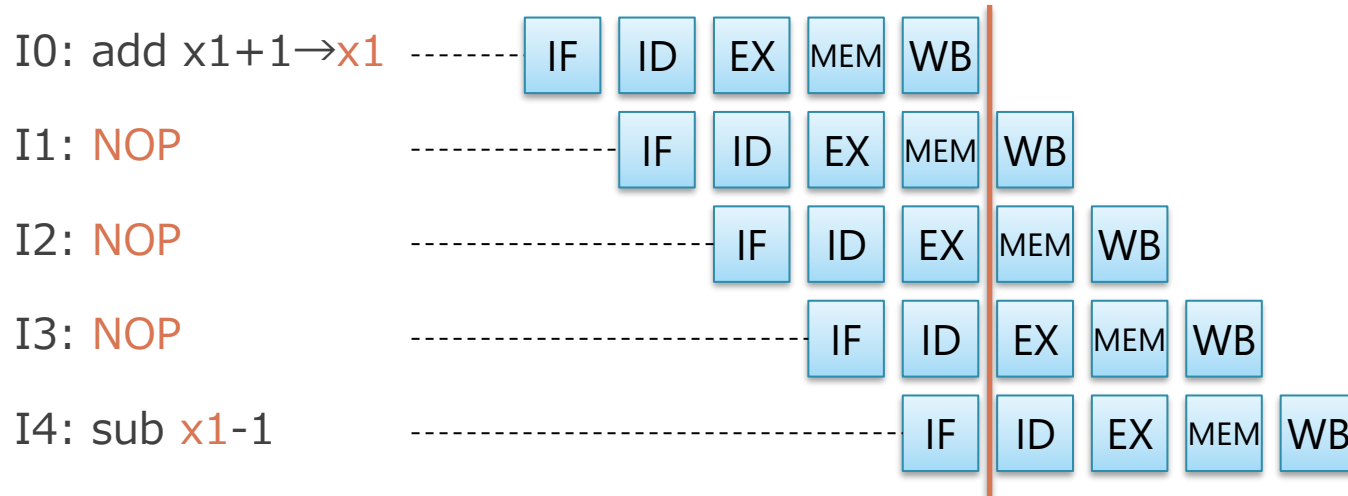 I0: add x1+1→x1 IF ID EX MEM WB
I1: NOP IF ID EX MEM WB
I2: NOP IF ID EX MEM WB
I3: NOP IF ID EX MEM WB
I4: sub x1-1 IF ID EX MEM WB